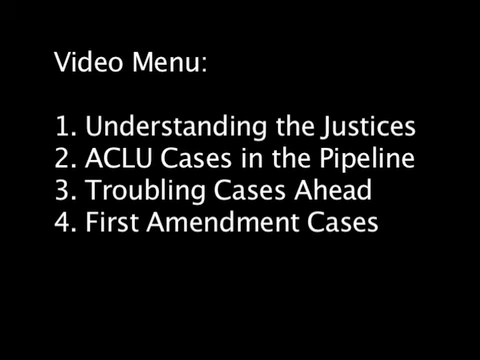 Video Menu:
1. Understanding the Justices
2. ACLU Cases in the Pipeline
3. Troubling Cases Ahead
4. First Amendment Cases